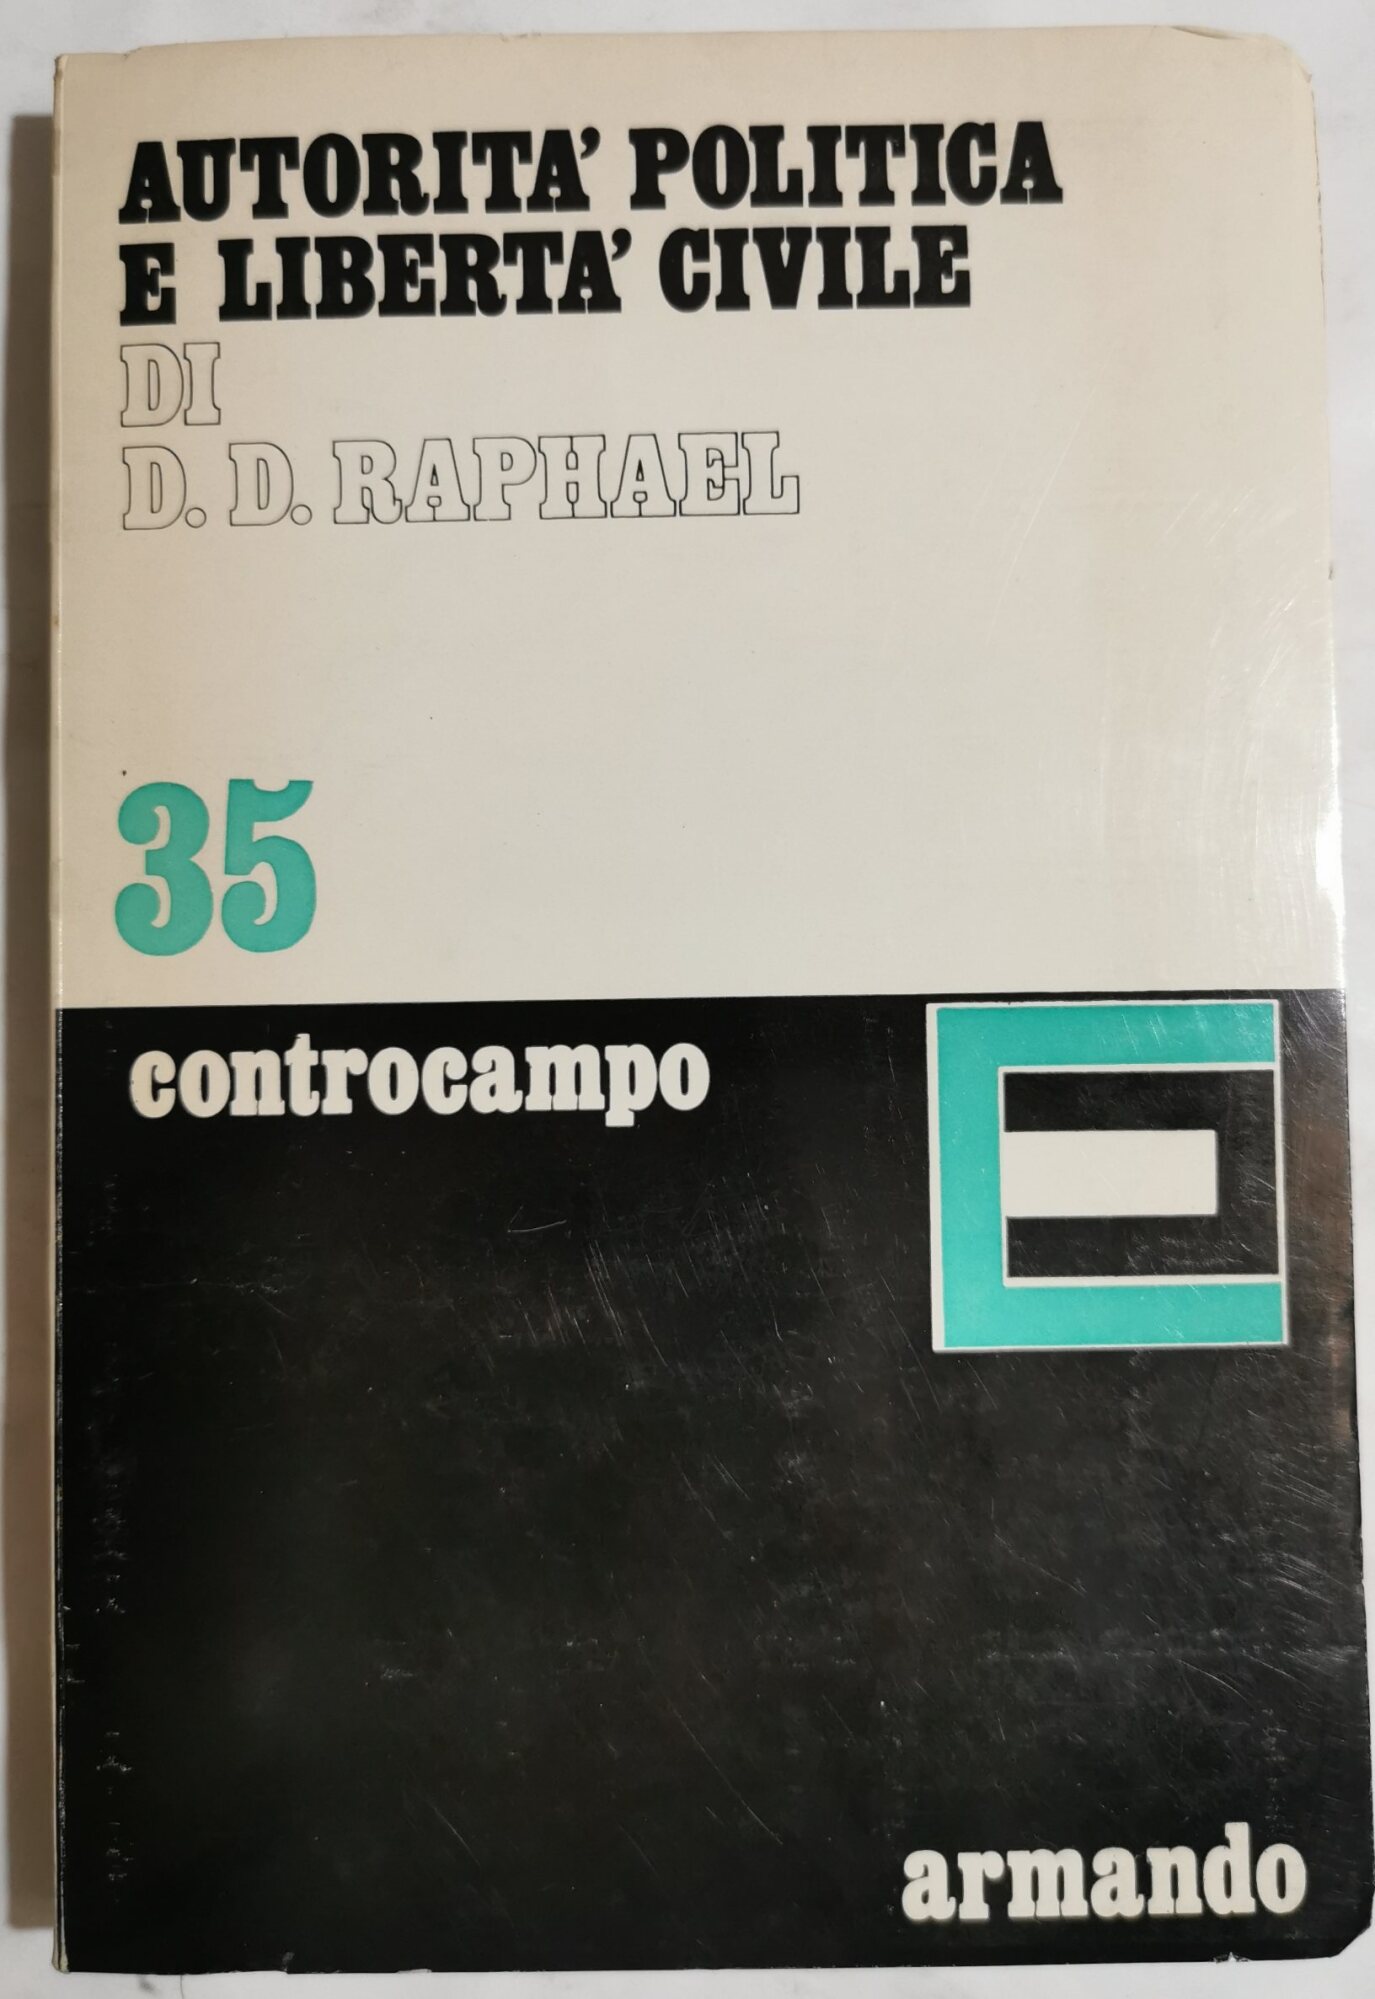 AUTORITA' POLITICA
E LIBERTA' CIVILE
DI
D. D. RAPHAEL
35
controcampo
armando